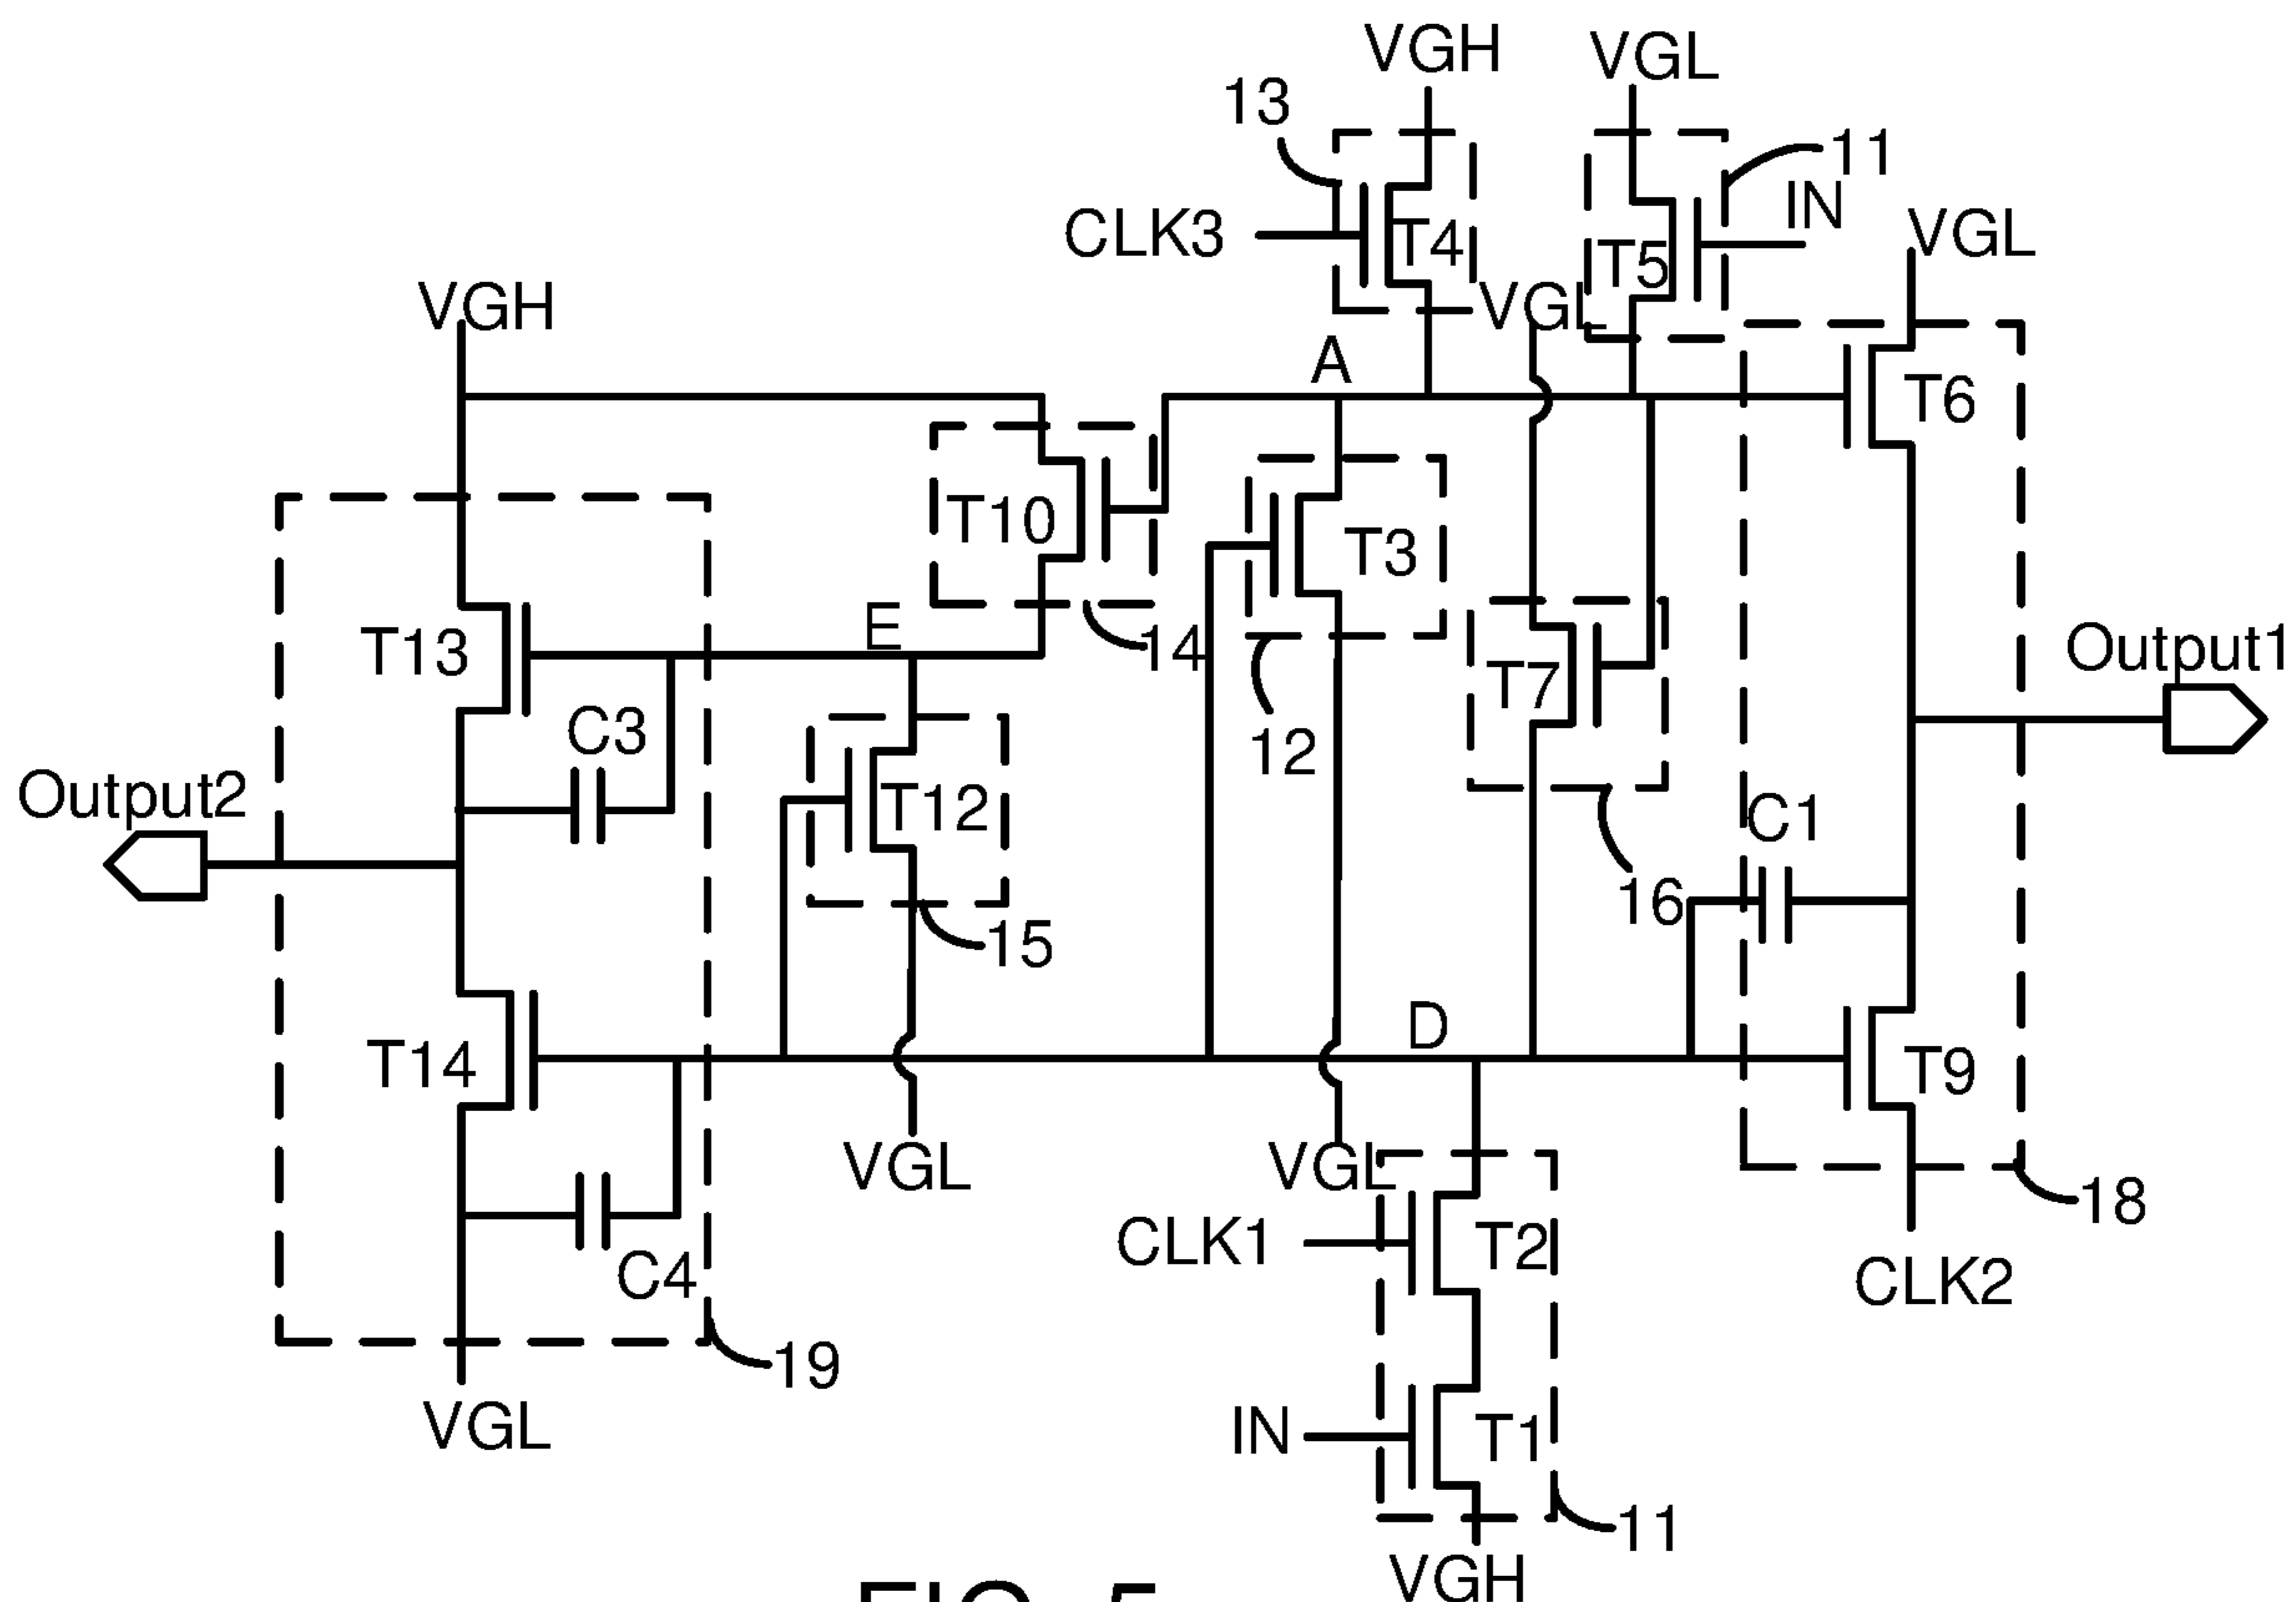 VGH
VGL
13
11
IN
CLK3
T4
T5
VGL
VGH
VGL
A
T6
T10
T3
E
T13
14
T7
Output1
C3
12
Output2
T12
C1
16
15
D
T14
T9
VGL
VGL
18
CLK1
T2
C4
CLK2
19
IN
T1
VGL
11
VGH